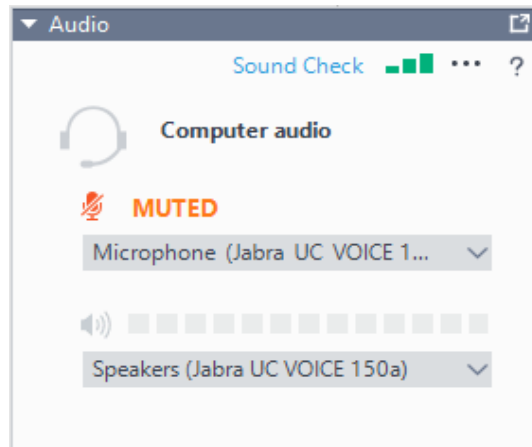 Audio
Sound Check ••• ?
Computer audio
MUTED
Microphone (Jabra UC VOICE 1...
Speakers (Jabra UC VOICE 150a)